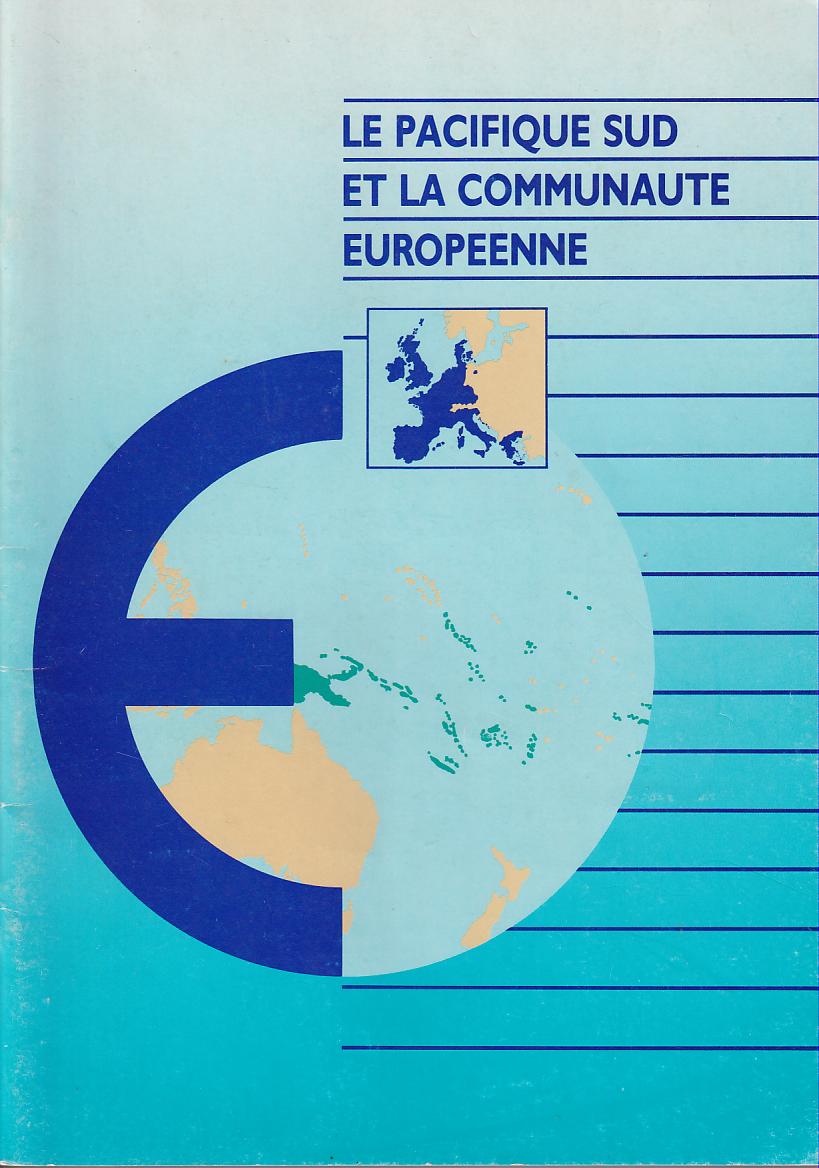 LE PACIFIQUE SUD
ET LA COMMUNAUTE
EUROPEENNE